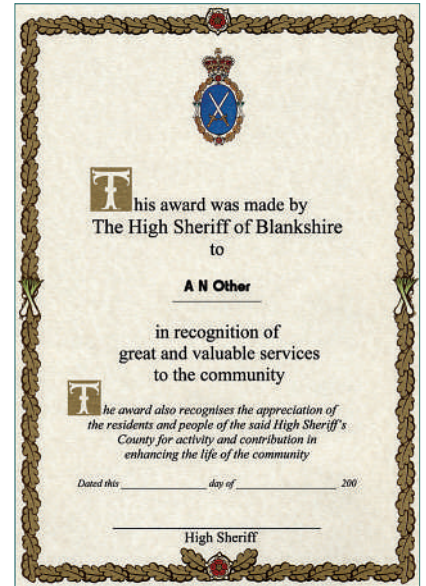 This award was made by
The High Sheriff of Blankshire
to
A N Other
in recognition of
great and valuable services
to the community
The award also recognises the appreciation of
the residents and people of the said High Sheriff's
County for activity and contribution in
enhancing the life of the community
Dated this ____________ day of ____________ 200
High Sheriff